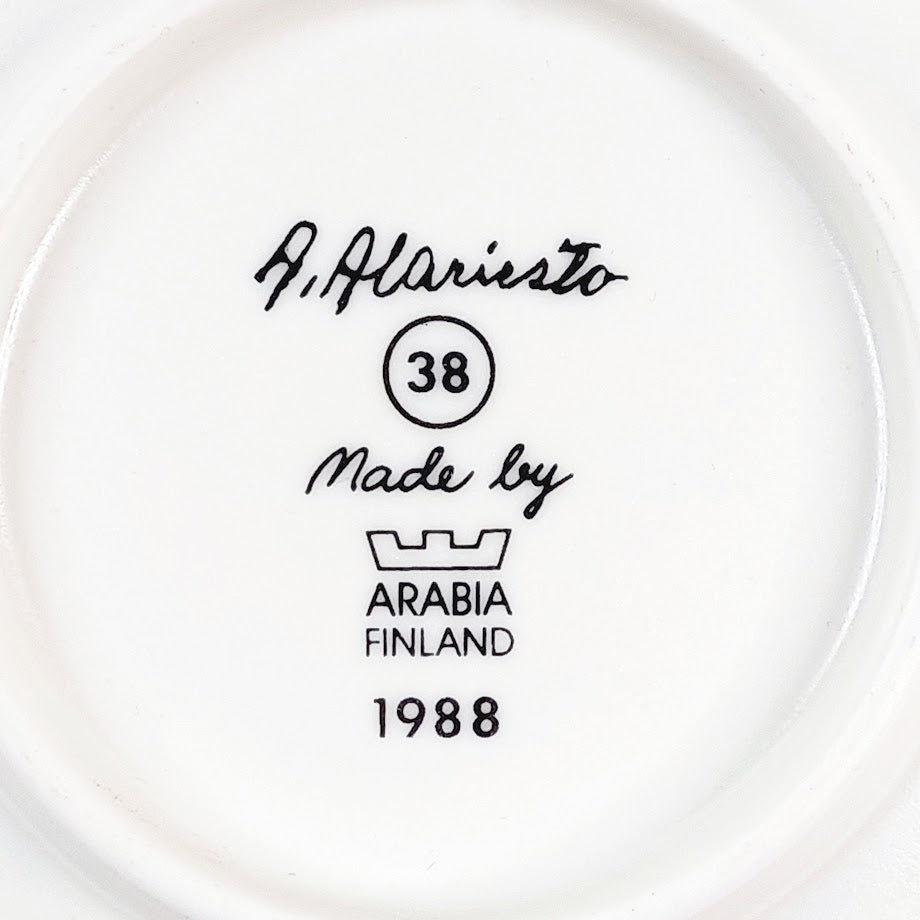 A. Alariesto
38
Made by
ARABIA
FINLAND
1988